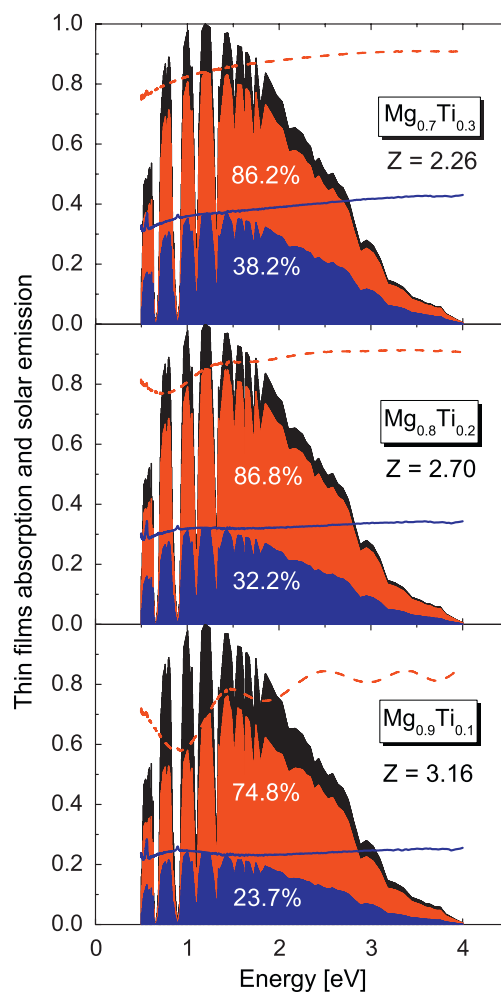 Thin films absorption and solar emission
1.0
0.8
0.6
0.4
0.2
0.0
Mg0.7Ti0.3
Z = 2.26
86.2%
38.2%
0.8
0.6
0.4
0.2
0.0
Mg0.8Ti0.2
Z = 2.70
86.8%
32.2%
0.8
0.6
0.4
0.2
0.0
Mg0.9Ti0.1
Z = 3.16
74.8%
23.7%
0 1 2 3 4
Energy [eV]